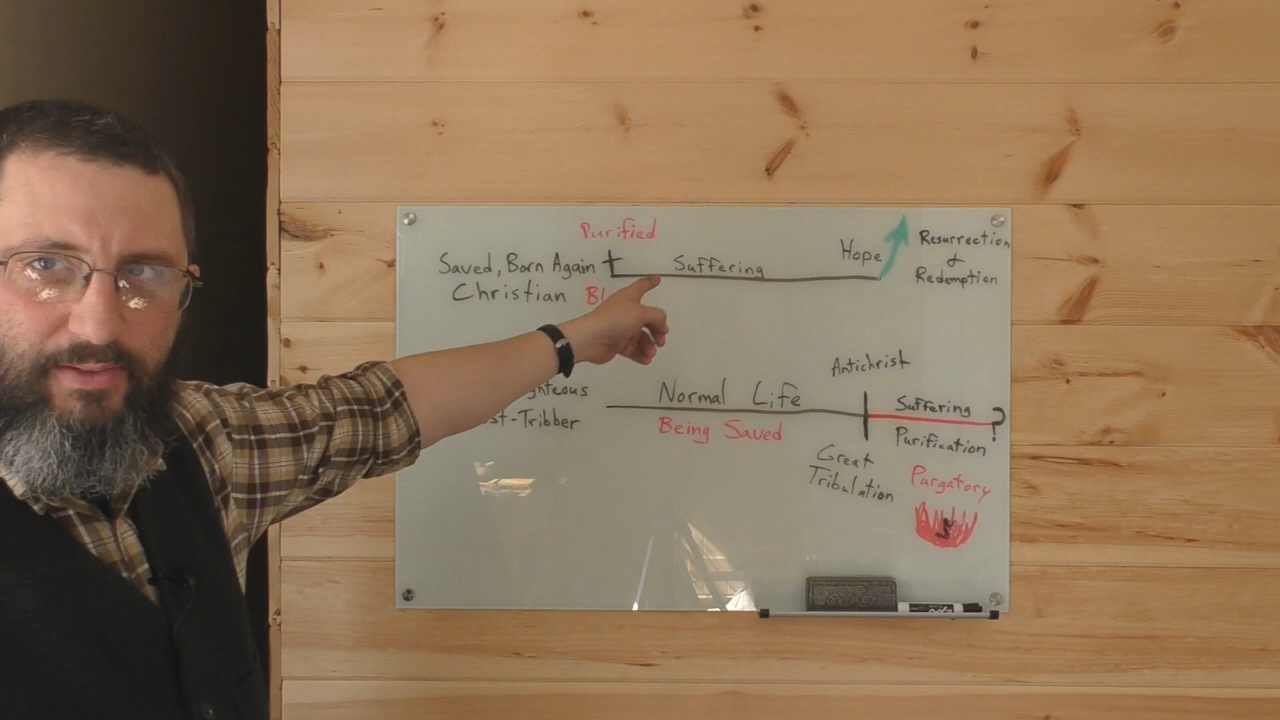 Purified
Saved, Born Again
Christian
Suffering
Hope
Resurrection
&
Redemption
Antichrist
Normal Life
Being Saved
Suffering
?
Purification
Great
Tribulation
Purgatory